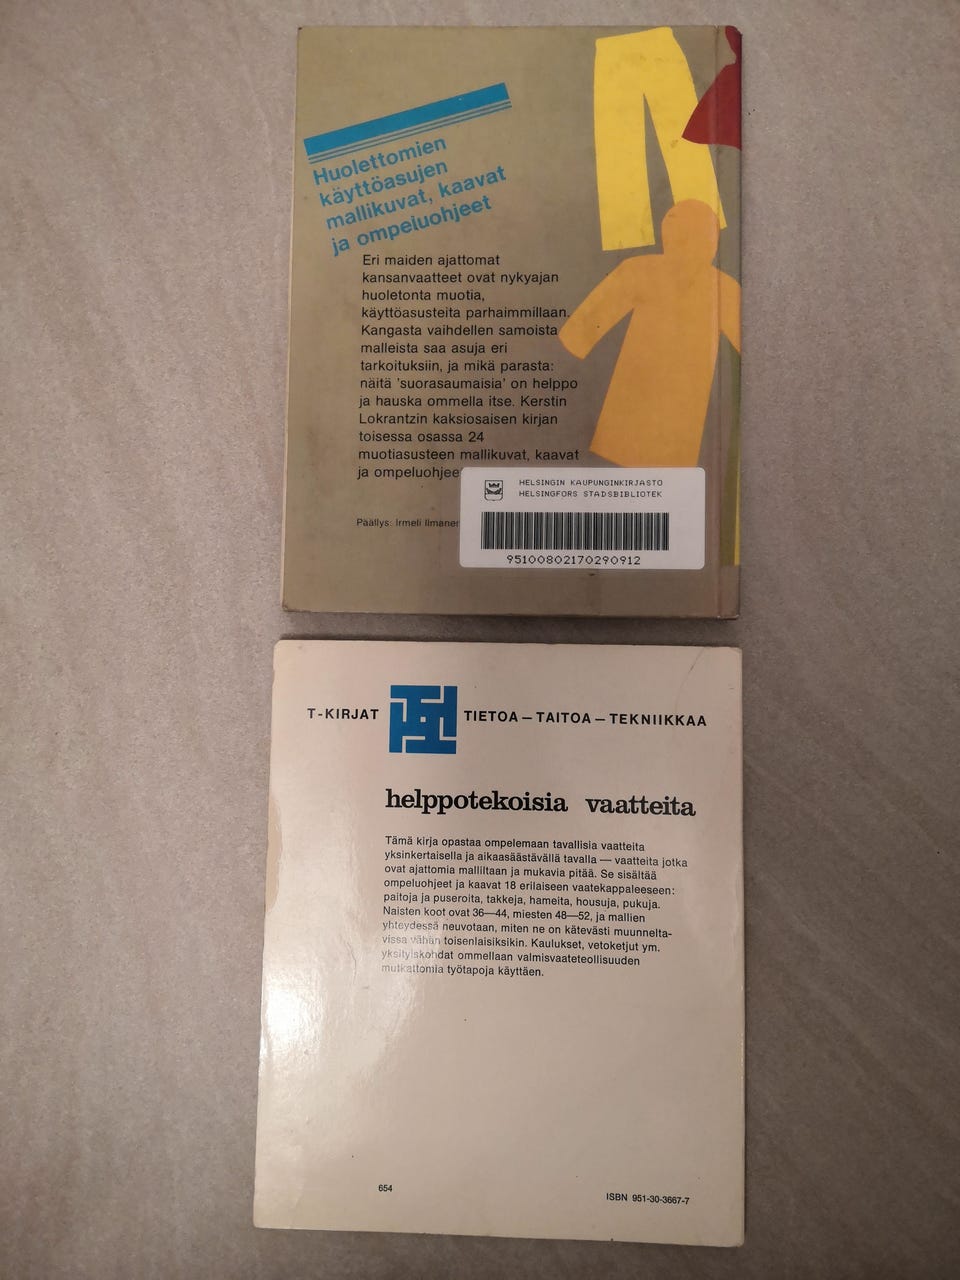 Huolettomien
käyttöasujen
mallikuvat, kaavat
ja ompeluohjeet
Eri maiden ajattomat
kansanvaatteet ovat nykyajan
huoletonta muotia,
käyttöasusteita parhaimmillaan.
Kangasta vaihdellen samoista
malleista saa asuja eri
tarkoituksiin, ja mikä parasta:
näitä 'suorasaumaisia' on helppo
ja hauska ommella itse. Kerstin
Lokrantzin kaksiosaisen kirjan
toisessa osassa 24
muotiasusteen mallikuvat, kaavat
ja ompeluohjee
Päällys: Irmeli Ilmaner
HELSINGIN KAUPUNGINKIRJASTO
HELSINGFORS STADSBIBLIOTEK
95100802170290912
T-KIRJAT TIETOA – TAITOA – TEKNIIKKAA
helppotekoisia vaatteita
Tämä kirja opastaa ompelemaan tavallisia vaatteita
yksinkertaisella ja aikaasäästävällä tavalla — vaatteita jotka
ovat ajattomia malliltaan ja mukavia pitää. Se sisältää
ompeluohjeet ja kaavat 18 erilaiseen vaatekappaleeseen:
paitoja ja puseroita, takkeja, hameita, housuja, pukuja.
Naisten koot ovat 36—44, miesten 48—52, ja mallien
yhteydessä neuvotaan, miten ne on kätevästi muunnelta-
vissa vähän toisenlaisiksikin. Kaulukset, vetoketjut ym.
yksityiskohdat ommellaan valmisvaateteollisuuden
mutkattomia työtapoja käyttäen.
654
ISBN 951-30-3667-7